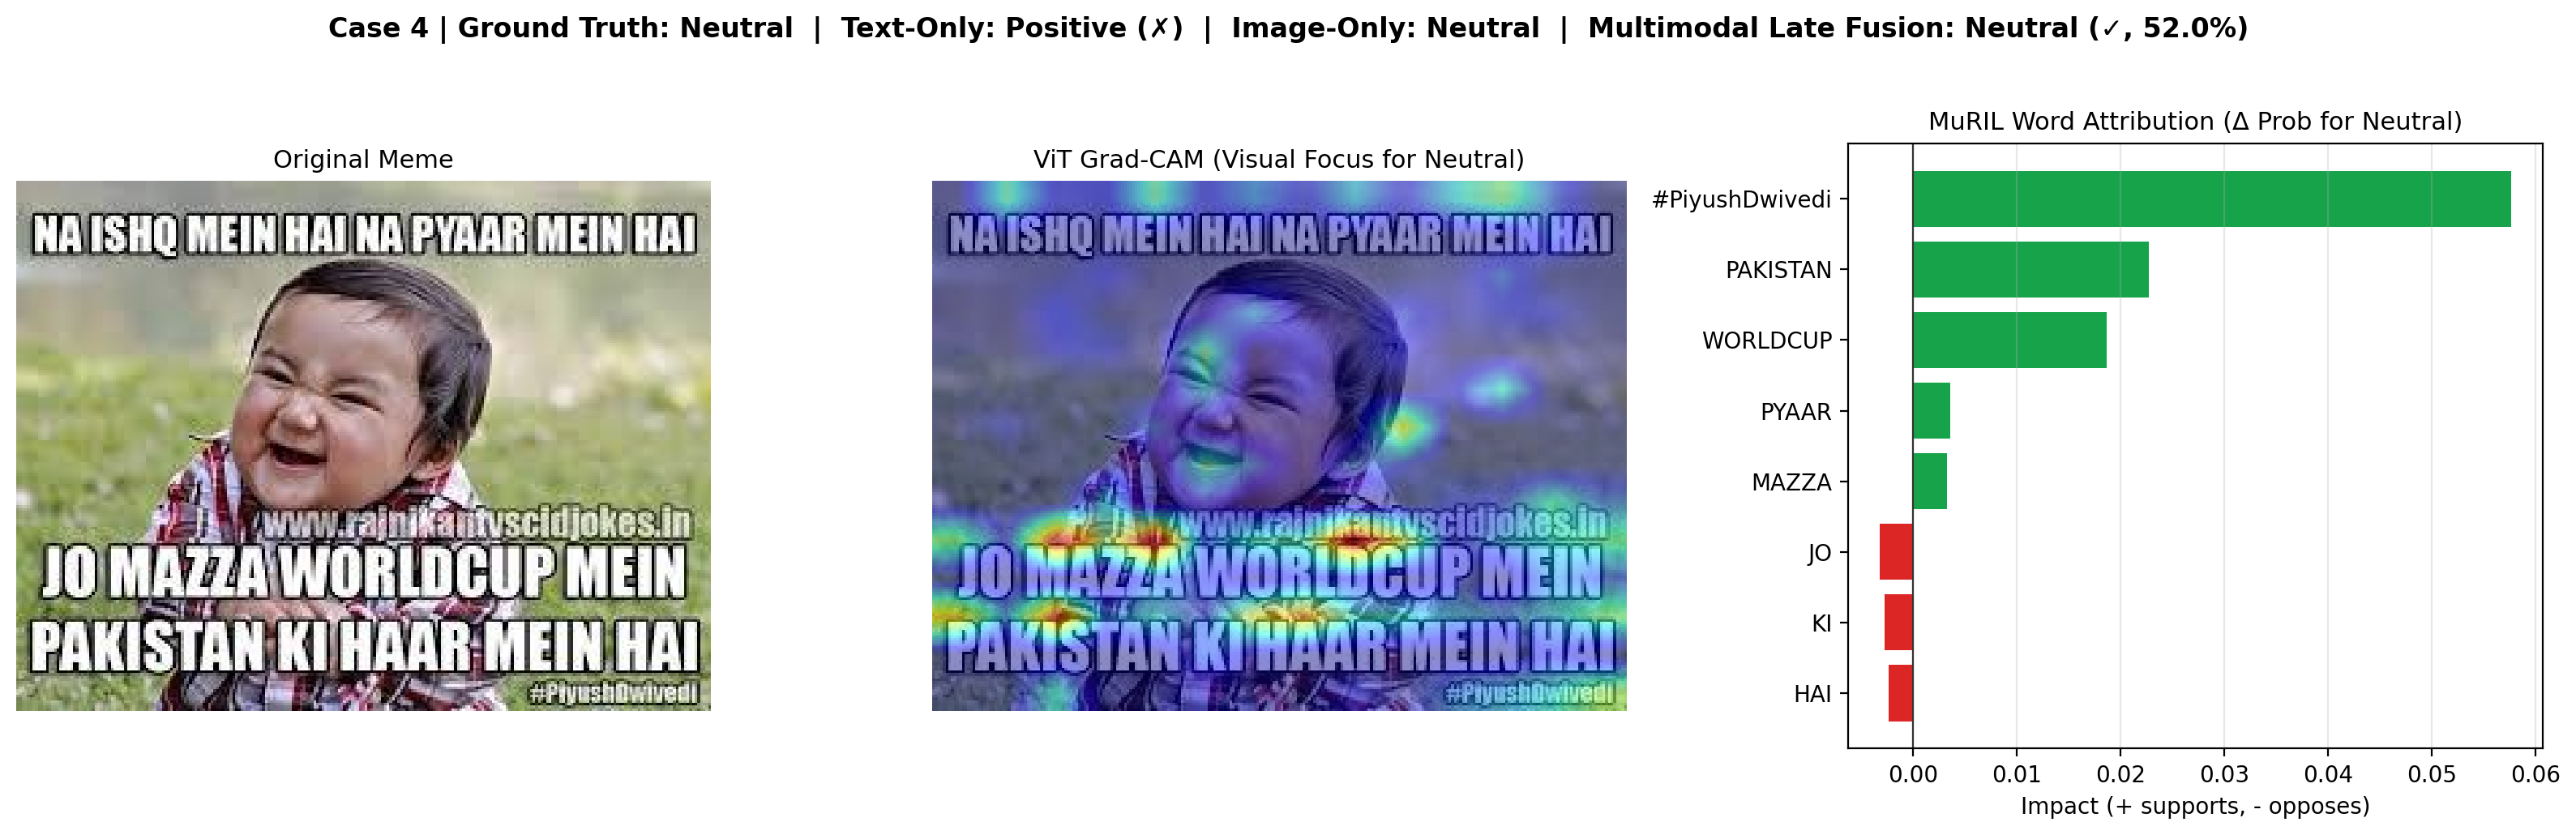 Case 4 | Ground Truth: Neutral | Text-Only: Positive (✗) | Image-Only: Neutral | Multimodal Late Fusion: Neutral (✓, 52.0%)
Original Meme
NA ISHQ MEIN HAI NA PYAAR MEIN HAI
www.rajnikantvscidjokes.in
JO MAZZA WORLDCUP MEIN
PAKISTAN KI HAAR MEIN HAI
#PiyushDwivedi
ViT Grad-CAM (Visual Focus for Neutral)
NA ISHQ MEIN HAI NA PYAAR MEIN HAI
www.rajnikantvscidjokes.in
JO MAZZA WORLDCUP MEIN
PAKISTAN KI HAAR MEIN HAI
#PiyushDwivedi
MuRIL Word Attribution (Δ Prob for Neutral)
#PiyushDwivedi
PAKISTAN
WORLDCUP
PYAAR
MAZZA
JO
KI
HAI
0.00 0.01 0.02 0.03 0.04 0.05 0.06
Impact (+ supports, - opposes)